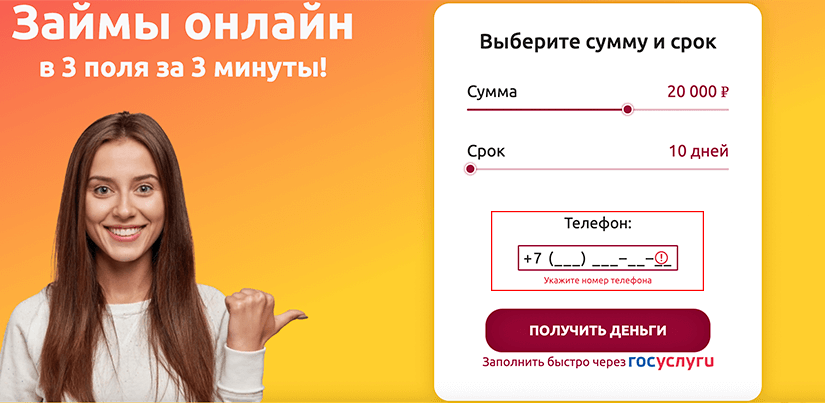 Займы онлайн
в 3 поля за 3 минуты!
Выберите сумму и срок
Сумма 20 000 ₽
Срок 10 дней
Телефон:
+7 (___) ___–__–__
Укажите номер телефона
ПОЛУЧИТЬ ДЕНЬГИ
Заполнить быстро через госуслуги